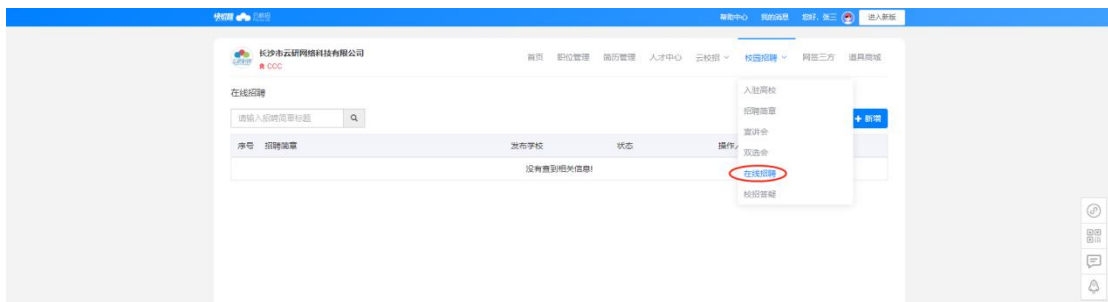 云研招
帮助中心 我的消息 您好，张三 进入新版
长沙市云研网络科技有限公司
CCC
首页 职位管理 简历管理 人才中心 云校招 校园招聘 网签三方 道具商城
在线招聘
入驻高校
请输入招聘简章标题
招聘简章
+ 新增
宣讲会
序号 招聘简章 发布学校 状态 操作
双选会
没有查到相关信息!
在线招聘
校招答疑